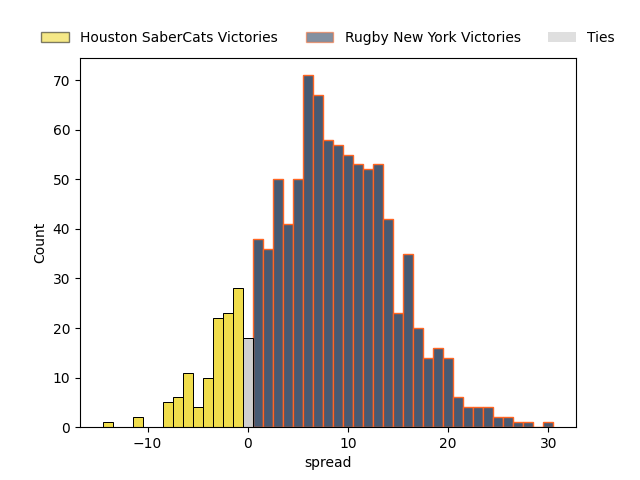 Houston SaberCats Victories Rugby New York Victories Ties
70
60
50
40
30
20
10
0
Count
−10 0 10 20 30
spread